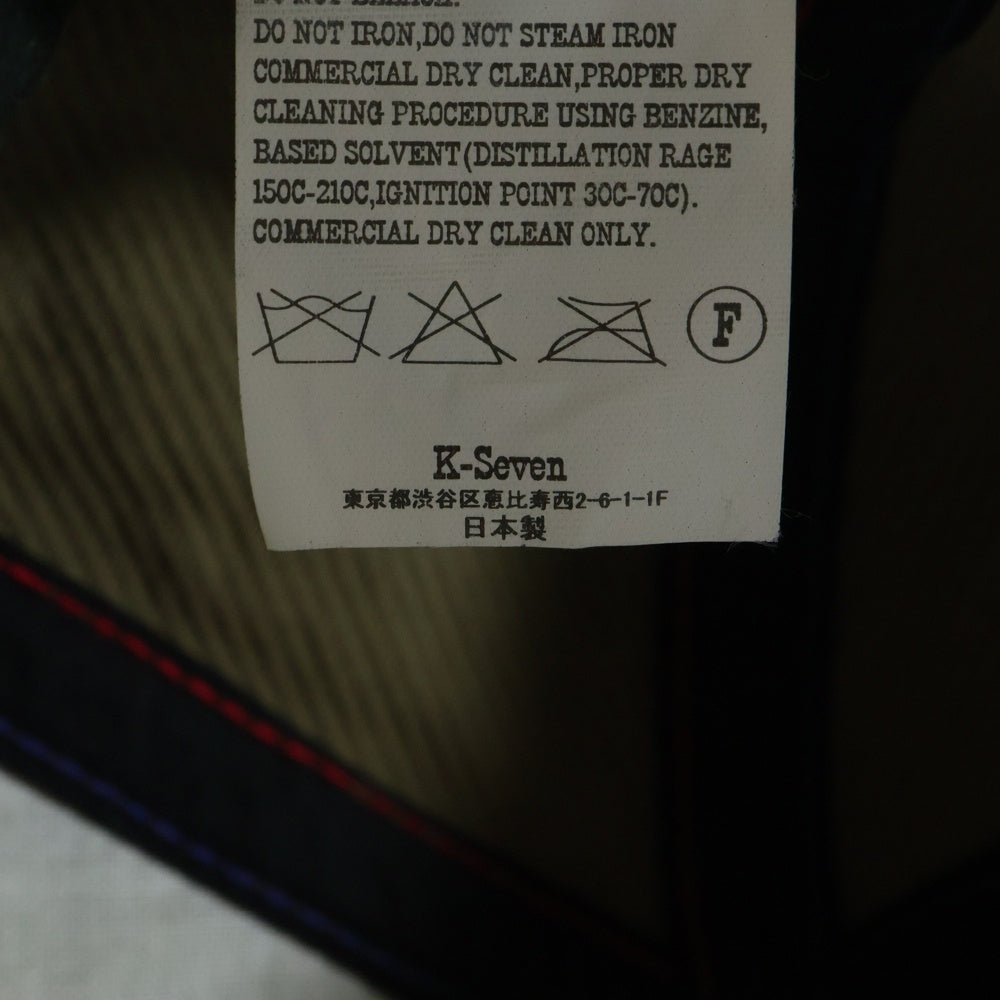 DO NOT IRON,DO NOT STEAM IRON
COMMERCIAL DRY CLEAN,PROPER DRY
CLEANING PROCEDURE USING BENZINE,
BASED SOLVENT(DISTILLATION RAGE
150C-210C,IGNITION POINT 30C-70C).
COMMERCIAL DRY CLEAN ONLY.
F
K-Seven
東京都渋谷区恵比寿西2-6-1-1F
日本製